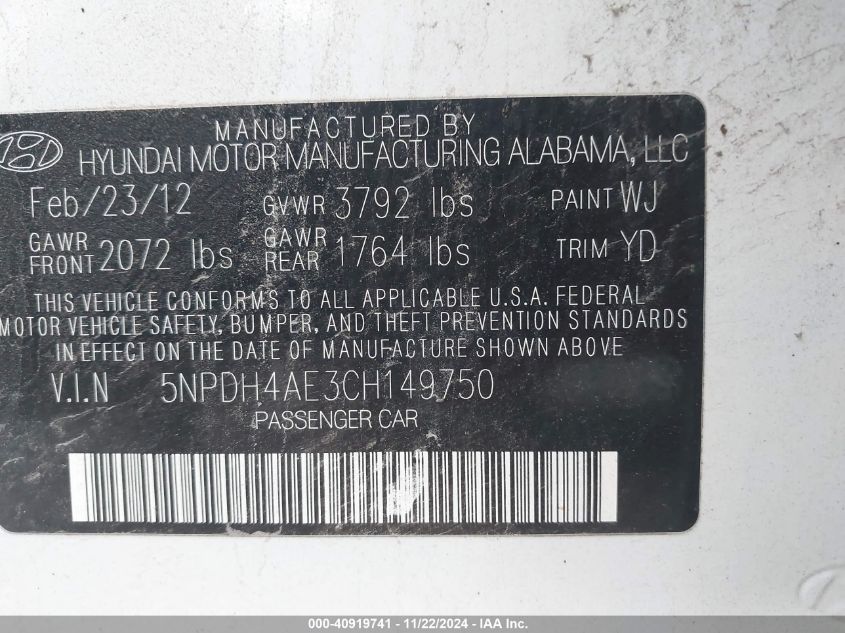 MANUFACTURED BY
HYUNDAI MOTOR MANUFACTURING ALABAMA, LLC
Feb/23/12 GVWR 3792 lbs PAINT WJ
GAWR FRONT 2072 lbs GAWR REAR 1764 lbs TRIM YD
THIS VEHICLE CONFORMS TO ALL APPLICABLE U.S.A. FEDERAL
MOTOR VEHICLE SAFETY, BUMPER, AND THEFT PREVENTION STANDARDS
IN EFFECT ON THE DATE OF MANUFACTURE SHOWN ABOVE
V.I.N 5NPDH4AE3CH149750
PASSENGER CAR
000-40919741 - 11/22/2024 - IAA Inc.